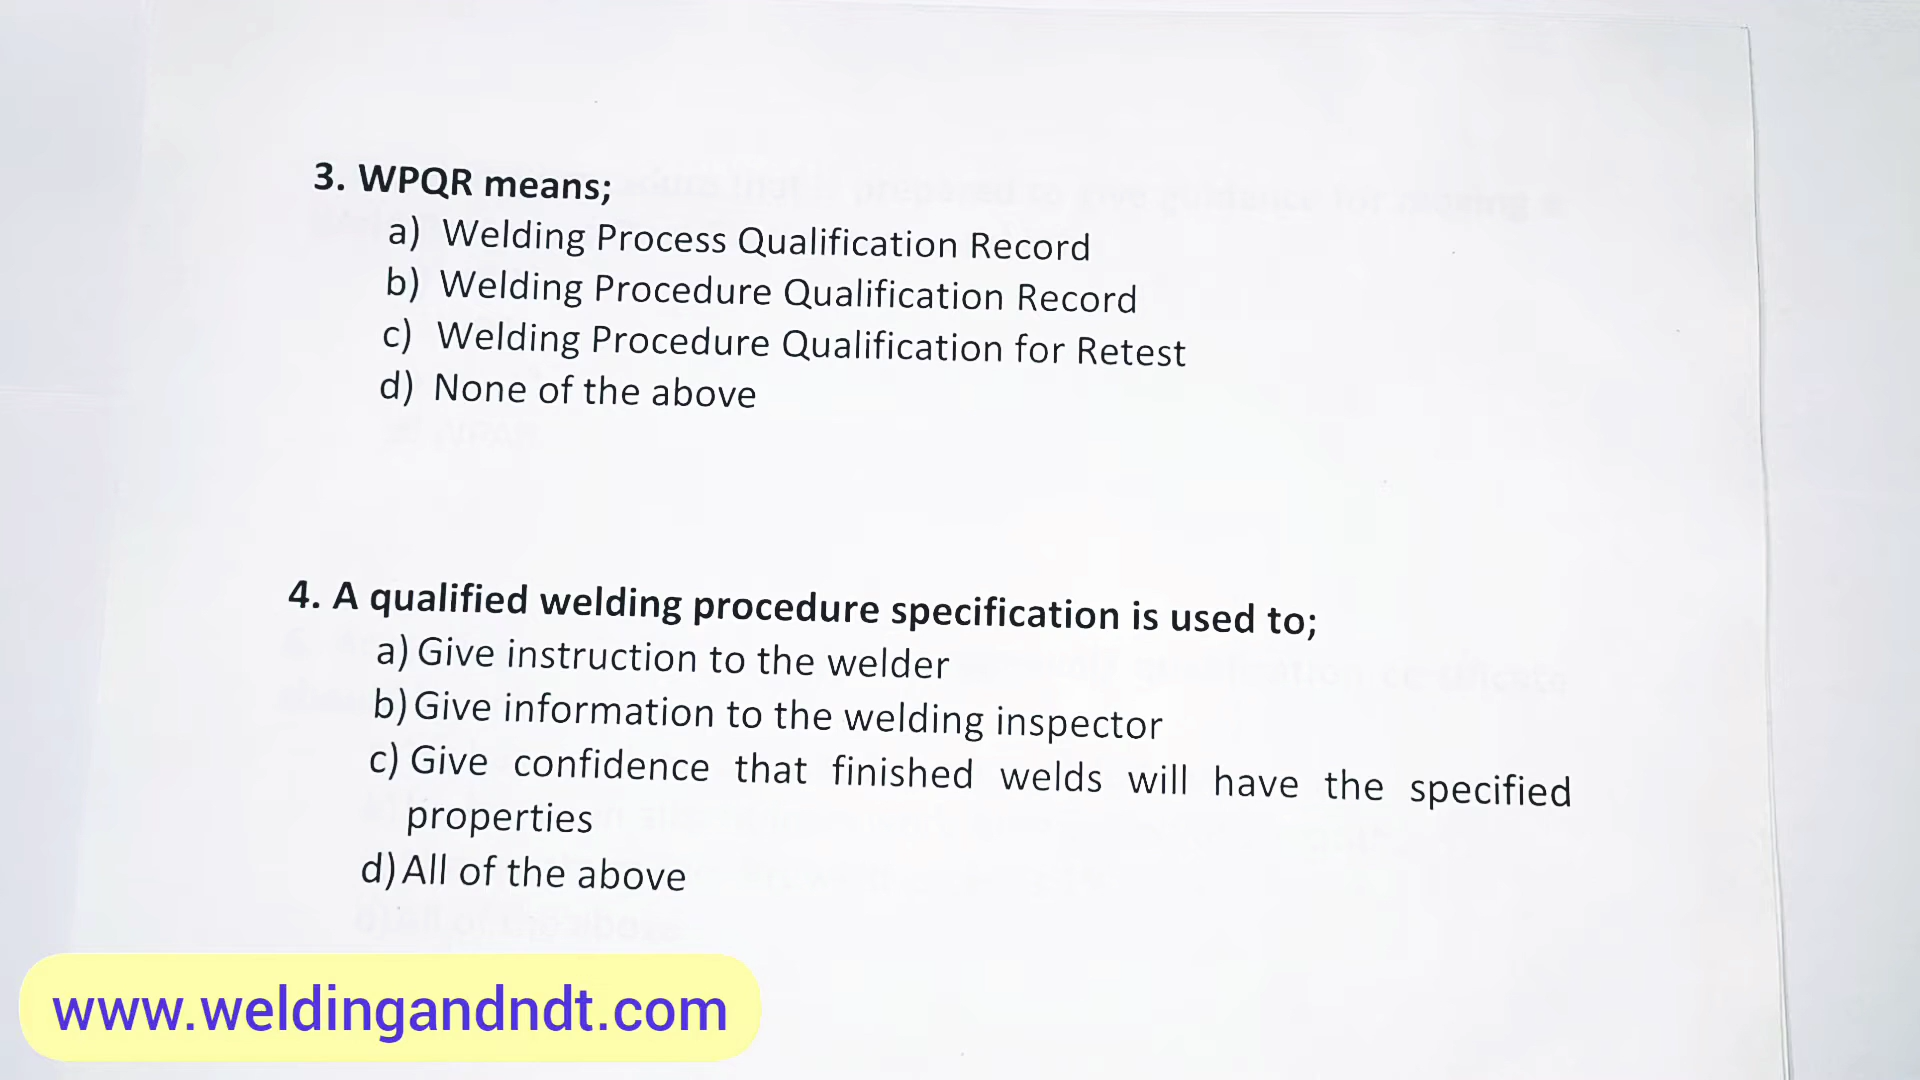 3. WPQR means;
a) Welding Process Qualification Record
b) Welding Procedure Qualification Record
c) Welding Procedure Qualification for Retest
d) None of the above
4. A qualified welding procedure specification is used to;
a) Give instruction to the welder
b) Give information to the welding inspector
c) Give confidence that finished welds will have the specified
properties
d) All of the above
www.weldingandndt.com